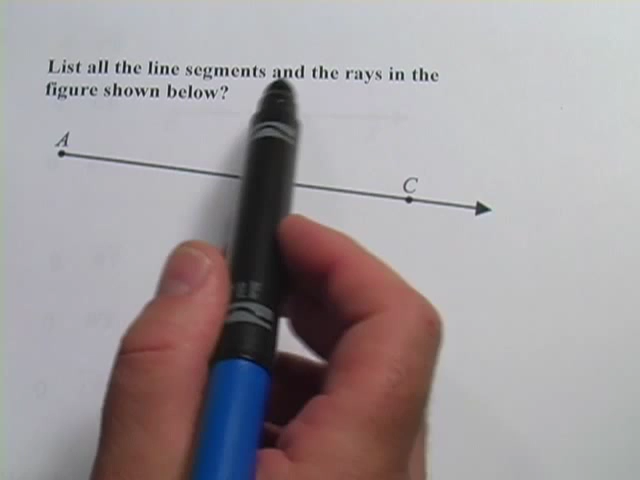 List all the line segments and the rays in the
figure shown below?
A
C